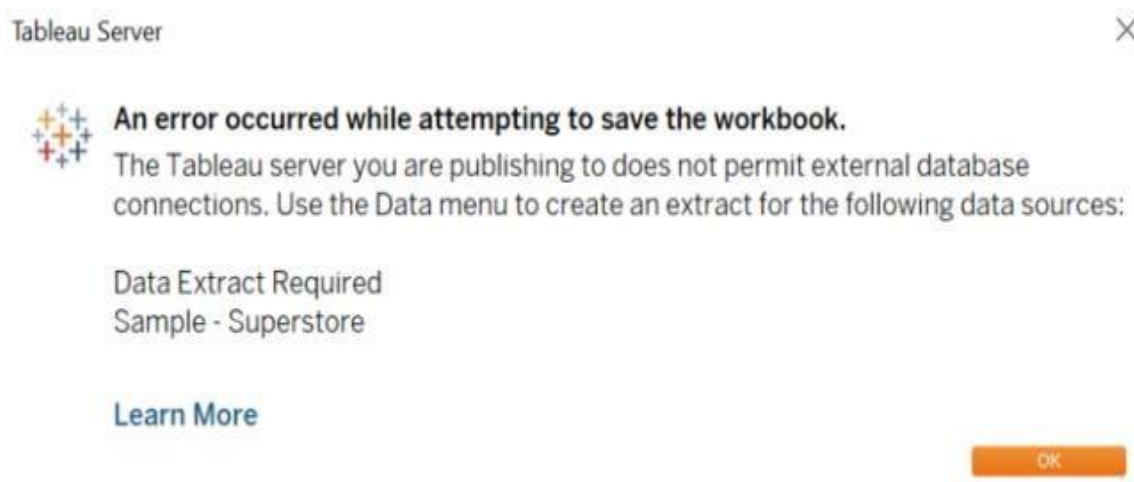 Tableau Server
An error occurred while attempting to save the workbook.
The Tableau server you are publishing to does not permit external database
connections. Use the Data menu to create an extract for the following data sources:
Data Extract Required
Sample - Superstore
Learn More
OK